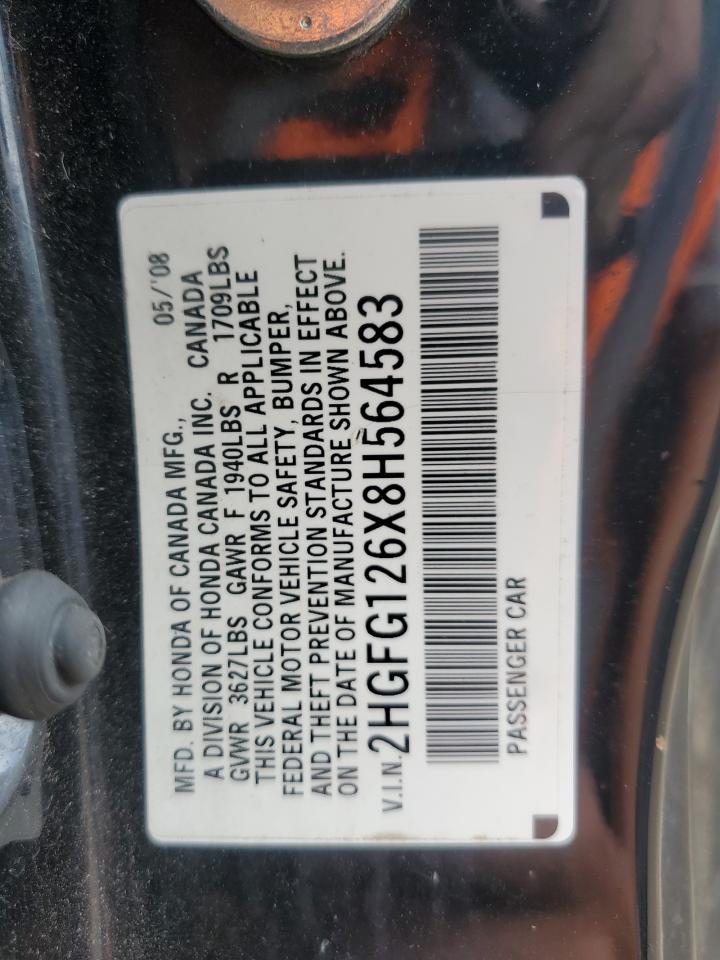 MFD. BY HONDA OF CANADA MFG., 05/'08
A DIVISION OF HONDA CANADA INC. CANADA
GVWR 3627LBS GAWR F 1940LBS R 1709LBS
THIS VEHICLE CONFORMS TO ALL APPLICABLE
FEDERAL MOTOR VEHICLE SAFETY, BUMPER,
AND THEFT PREVENTION STANDARDS IN EFFECT
ON THE DATE OF MANUFACTURE SHOWN ABOVE.
V.I.N. 2HGFG126X8H564583
PASSENGER CAR